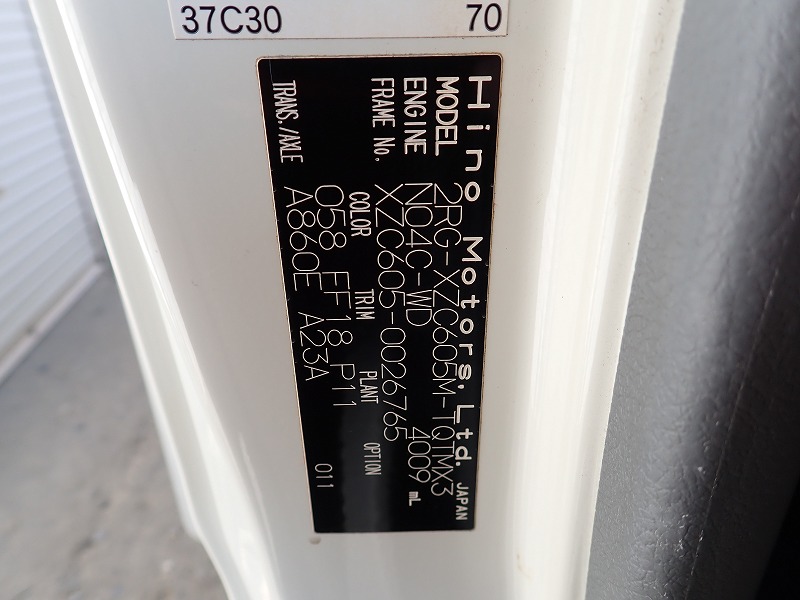 37C30 70
Hino Motors, Ltd. JAPAN
MODEL 2RG-XZC605M-TQTMX3
ENGINE N04C-WD 4009 mL
FRAME No. XZC605-0026765
COLOR TRIM PLANT OPTION
058 FF18 P11
TRANS./AXLE A860E A23A 011